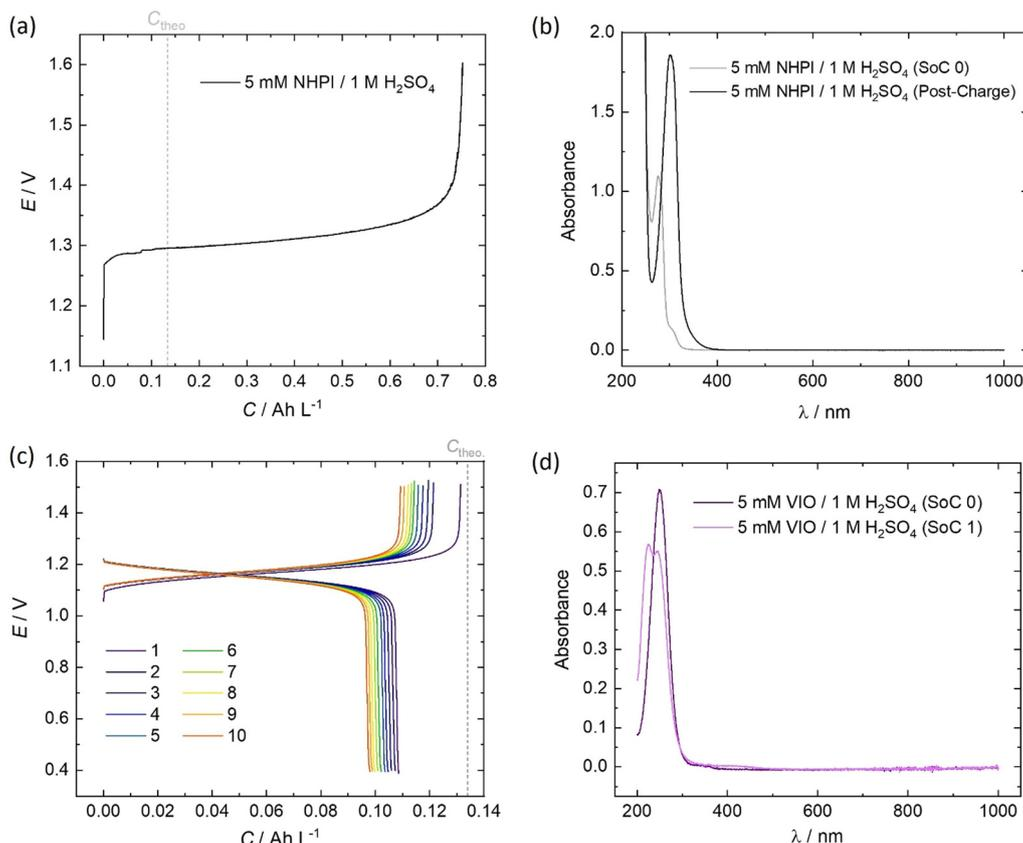 (a)
C_theo
5 mM NHPI / 1 M H₂SO₄
1.6
1.5
1.4
1.3
1.2
1.1
E / V
0.0 0.1 0.2 0.3 0.4 0.5 0.6 0.7 0.8
C / Ah L⁻¹
(b)
5 mM NHPI / 1 M H₂SO₄ (SoC 0)
5 mM NHPI / 1 M H₂SO₄ (Post-Charge)
2.0
1.5
1.0
0.5
0.0
Absorbance
200 400 600 800 1000
λ / nm
(c)
C_theo.
1.6
1.4
1.2
1.0
0.8
0.6
0.4
E / V
1 6
2 7
3 8
4 9
5 10
0.00 0.02 0.04 0.06 0.08 0.10 0.12 0.14
C / Ah L⁻¹
(d)
5 mM VIO / 1 M H₂SO₄ (SoC 0)
5 mM VIO / 1 M H₂SO₄ (SoC 1)
0.7
0.6
0.5
0.4
0.3
0.2
0.1
0.0
Absorbance
200 400 600 800 1000
λ / nm